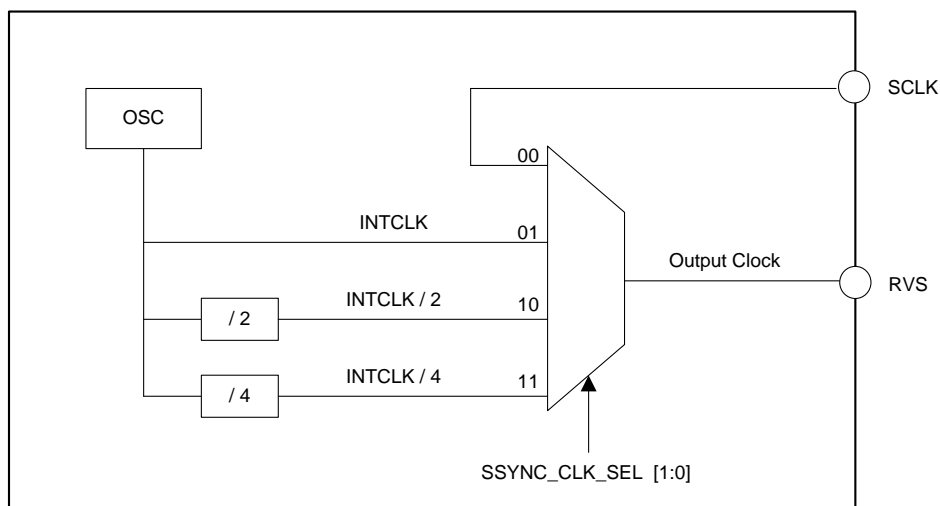 SCLK
OSC
00
INTCLK
01
Output Clock
RVS
INTCLK / 2
/ 2
10
INTCLK / 4
/ 4
11
SSYNC_CLK_SEL [1:0]